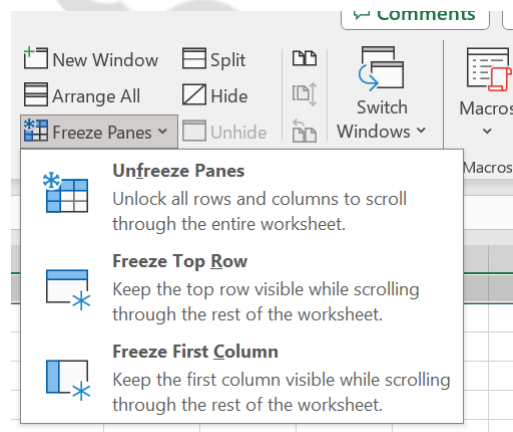 Comments
New Window
Split
Arrange All
Hide
Switch Windows
Macros
Freeze Panes
Unhide
Macros
Unfreeze Panes
Unlock all rows and columns to scroll
through the entire worksheet.
Freeze Top Row
Keep the top row visible while scrolling
through the rest of the worksheet.
Freeze First Column
Keep the first column visible while scrolling
through the rest of the worksheet.